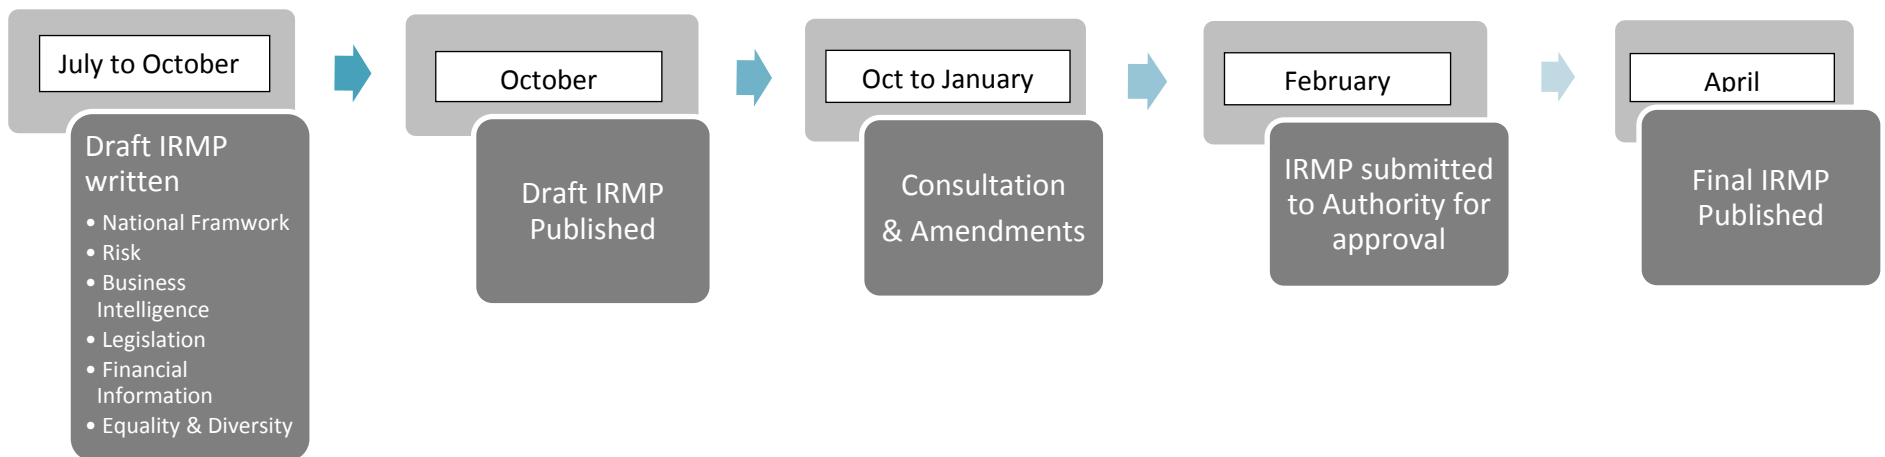 July to October
Draft IRMP
written
• National Framwork
• Risk
• Business
Intelligence
• Legislation
• Financial
Information
• Equality & Diversity
October
Draft IRMP
Published
Oct to January
Consultation
& Amendments
February
IRMP submitted
to Authority for
approval
April
Final IRMP
Published